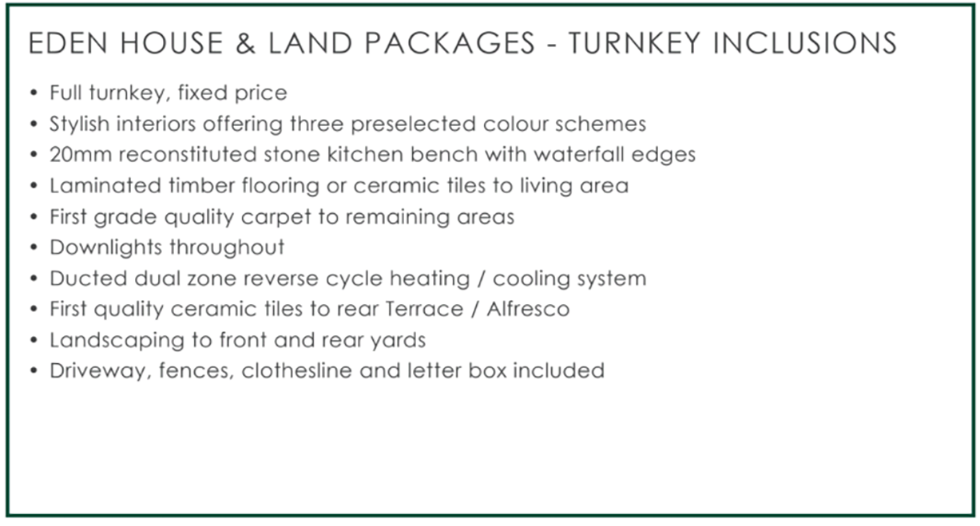 EDEN HOUSE & LAND PACKAGES - TURNKEY INCLUSIONS
• Full turnkey, fixed price
• Stylish interiors offering three preselected colour schemes
• 20mm reconstituted stone kitchen bench with waterfall edges
• Laminated timber flooring or ceramic tiles to living area
• First grade quality carpet to remaining areas
• Downlights throughout
• Ducted dual zone reverse cycle heating / cooling system
• First quality ceramic tiles to rear Terrace / Alfresco
• Landscaping to front and rear yards
• Driveway, fences, clothesline and letter box included